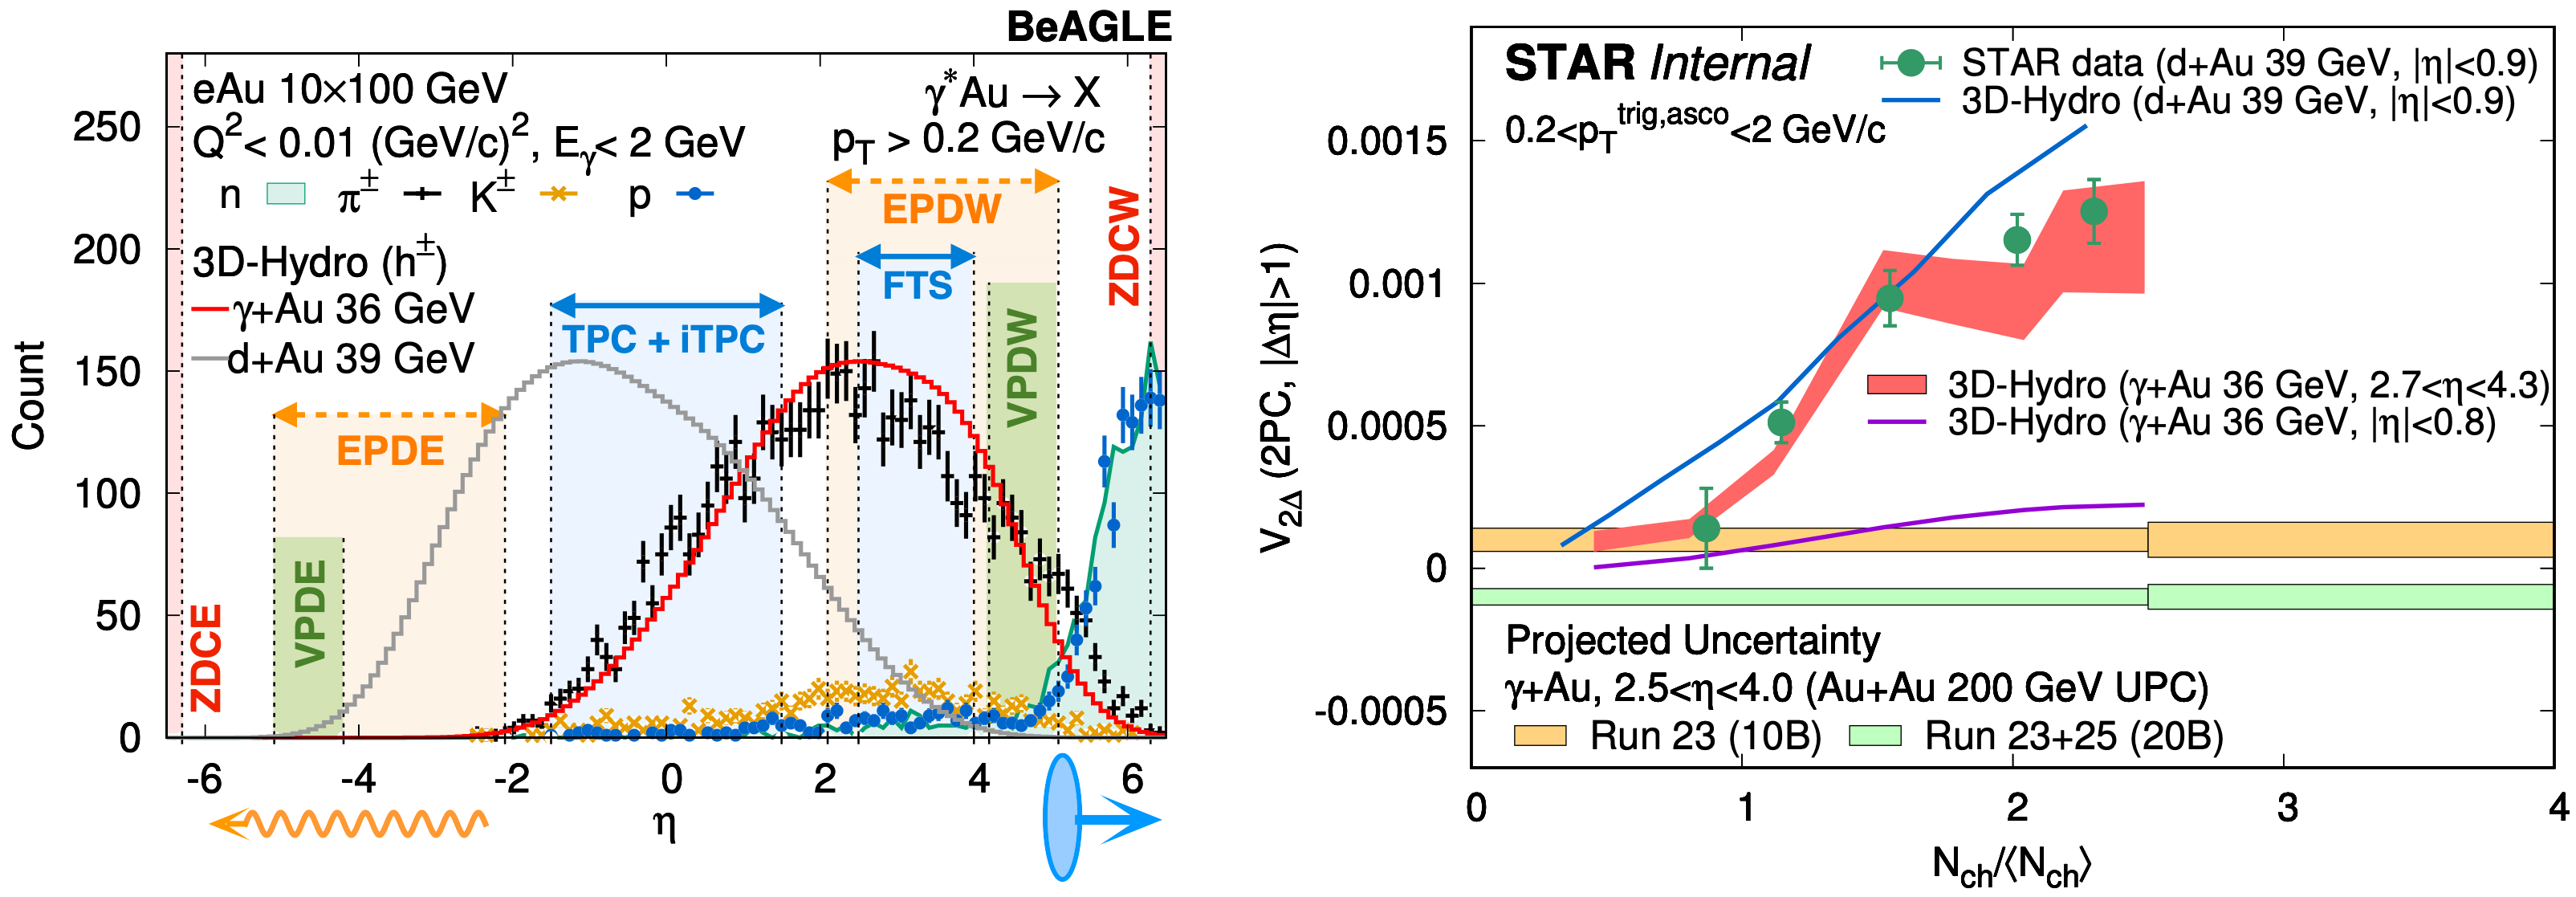 BeAGLE
eAu 10×100 GeV
Q²< 0.01 (GeV/c)², Eγ< 2 GeV
n π± K± p
γ*Au → X
pT > 0.2 GeV/c
3D-Hydro (h±)
γ+Au 36 GeV
d+Au 39 GeV
EPDW
FTS
TPC + iTPC
EPDE
VPDE
VPDW
ZDCE
ZDCW
Count
250
200
150
100
50
0
-6 -4 -2 0 2 4 6
η
STAR Internal
0.2<pT^trig,asco<2 GeV/c
STAR data (d+Au 39 GeV, |η|<0.9)
3D-Hydro (d+Au 39 GeV, |η|<0.9)
3D-Hydro (γ+Au 36 GeV, 2.7<η<4.3)
3D-Hydro (γ+Au 36 GeV, |η|<0.8)
V2Δ (2PC, |Δη|>1)
0.0015
0.001
0.0005
0
-0.0005
Projected Uncertainty
γ+Au, 2.5<η<4.0 (Au+Au 200 GeV UPC)
Run 23 (10B) Run 23+25 (20B)
0 1 2 3 4
Nch/⟨Nch⟩